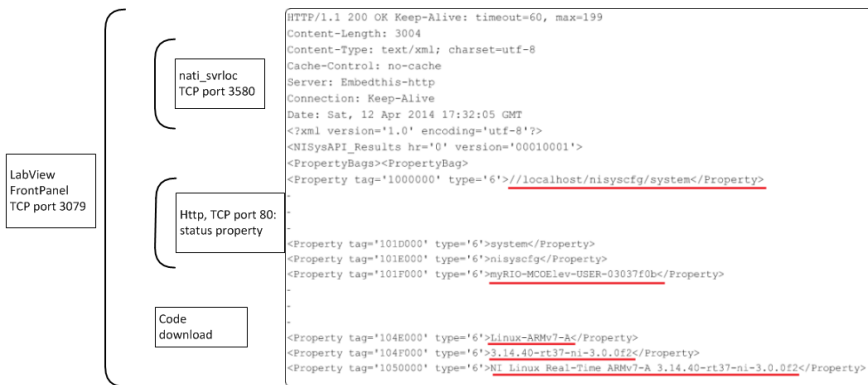 LabView
FrontPanel
TCP port 3079
nati_svrloc
TCP port 3580
Http, TCP port 80:
status property
Code
download
HTTP/1.1 200 OK Keep-Alive: timeout=60, max=199
Content-Length: 3004
Content-Type: text/xml; charset=utf-8
Cache-Control: no-cache
Server: Embedthis-http
Connection: Keep-Alive
Date: Sat, 12 Apr 2014 17:32:05 GMT
<?xml version='1.0' encoding='utf-8'?>
<NISysAPI_Results hr='0' version='00010001'>
<PropertyBags><PropertyBag>
<Property tag='1000000' type='6'>//localhost/nisyscfg/system</Property>
-
-
-
<Property tag='101D000' type='6'>system</Property>
<Property tag='101E000' type='6'>nisyscfg</Property>
<Property tag='101F000' type='6'>myRIO-MCOElev-USER-03037f0b</Property>
-
-
-
<Property tag='104E000' type='6'>Linux-ARMv7-A</Property>
<Property tag='104F000' type='6'>3.14.40-rt37-ni-3.0.0f2</Property>
<Property tag='1050000' type='6'>NI Linux Real-Time ARMv7-A 3.14.40-rt37-ni-3.0.0f2</Property>